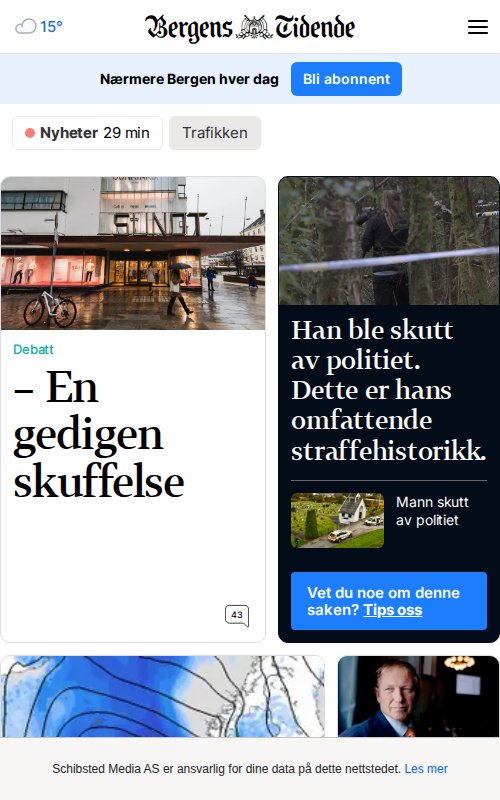 15°
Bergens Tidende
Nærmere Bergen hver dag
Bli abonnent
Nyheter 29 min
Trafikken
SUNDT
Debatt
– En
gedigen
skuffelse
43
Han ble skutt
av politiet.
Dette er hans
omfattende
straffehistorikk.
Mann skutt
av politiet
Vet du noe om denne
saken? Tips oss
Schibsted Media AS er ansvarlig for dine data på dette nettstedet. Les mer